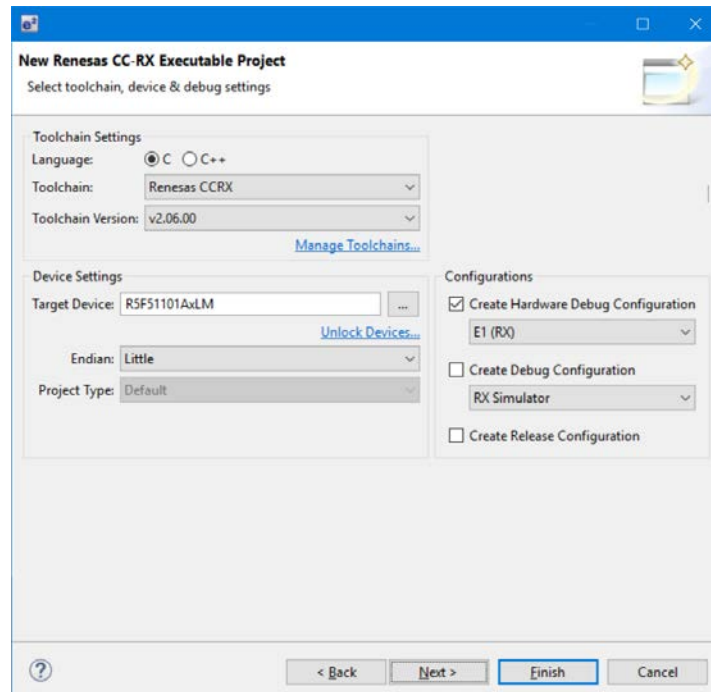 e²
New Renesas CC-RX Executable Project
Select toolchain, device & debug settings
Toolchain Settings
Language: C C++
Toolchain: Renesas CCRX
Toolchain Version: v2.06.00
Manage Toolchains...
Device Settings
Target Device: R5F51101AxLM ...
Unlock Devices...
Endian: Little
Project Type: Default
Configurations
Create Hardware Debug Configuration
E1 (RX)
Create Debug Configuration
RX Simulator
Create Release Configuration
?
< Back Next > Finish Cancel